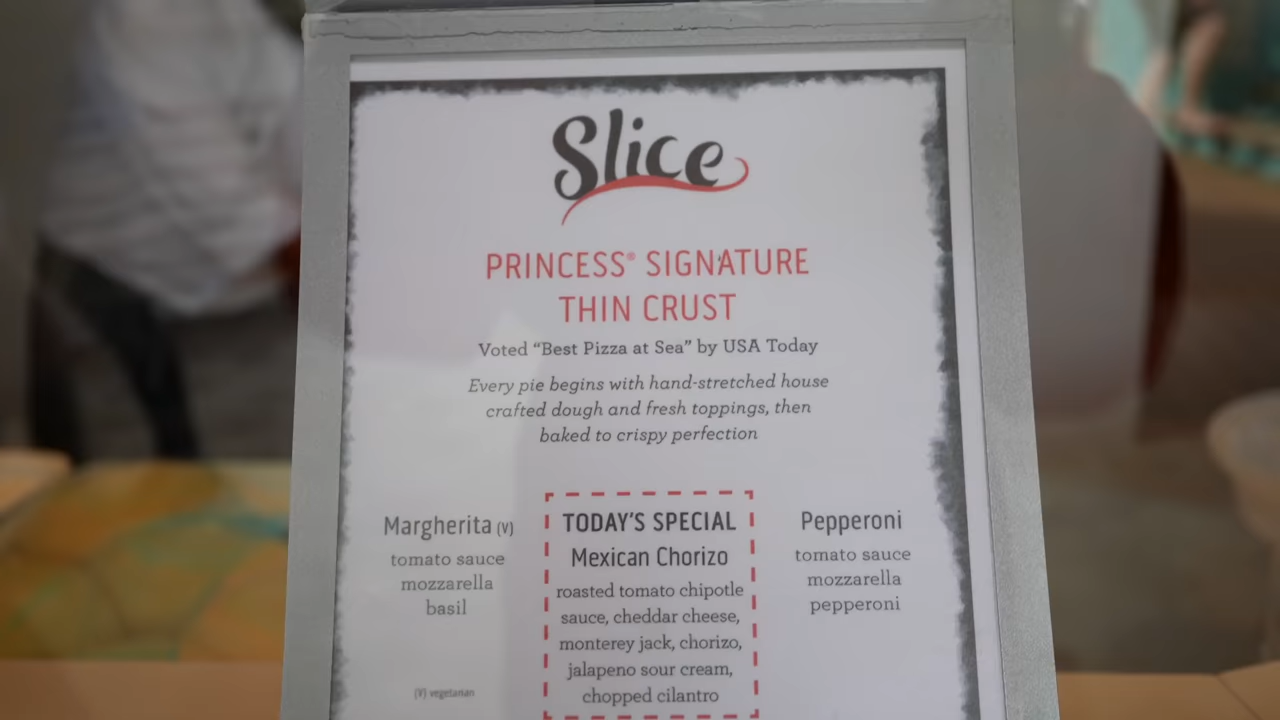 Slice
PRINCESS® SIGNATURE
THIN CRUST
Voted “Best Pizza at Sea” by USA Today
Every pie begins with hand-stretched house
crafted dough and fresh toppings, then
baked to crispy perfection
Margherita (V)
tomato sauce
mozzarella
basil
(V) vegetarian
TODAY'S SPECIAL
Mexican Chorizo
roasted tomato chipotle
sauce, cheddar cheese,
monterey jack, chorizo,
jalapeno sour cream,
chopped cilantro
Pepperoni
tomato sauce
mozzarella
pepperoni